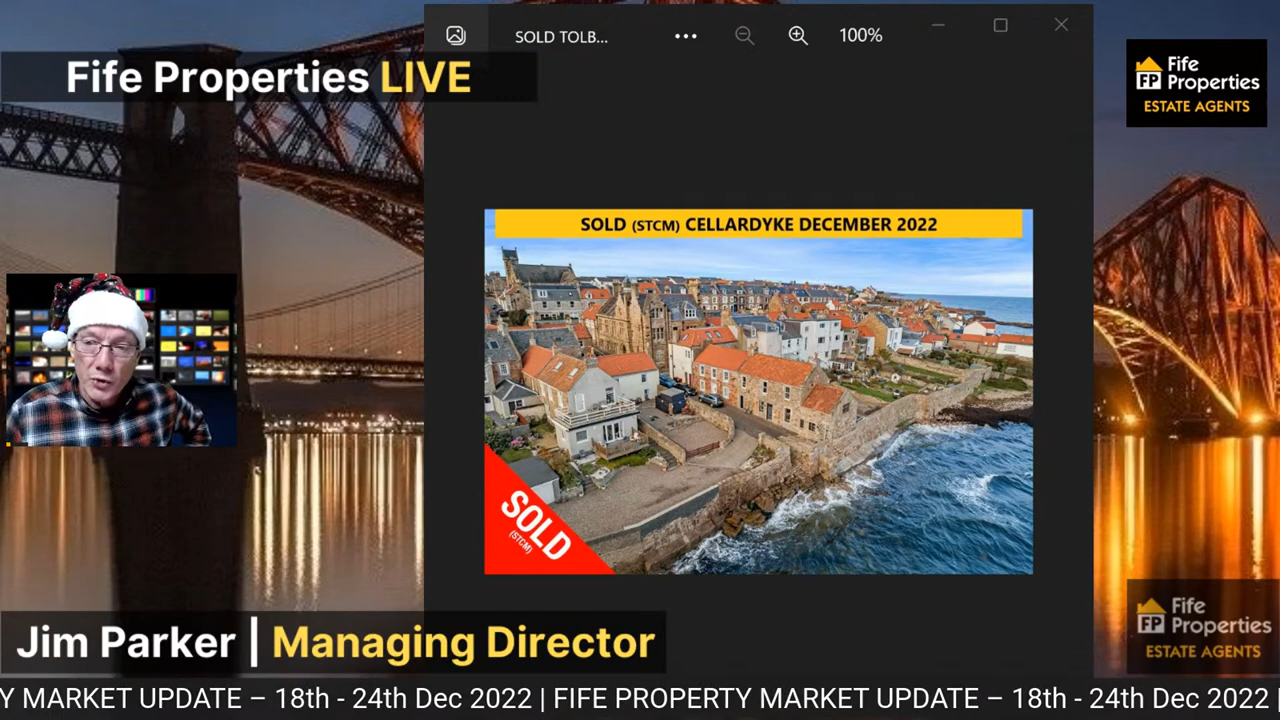 SOLD TOLB...
100%
Fife Properties LIVE
Fife
FP
Properties
ESTATE AGENTS
SOLD (STCM) CELLARDYKE DECEMBER 2022
SOLD
(STCM)
Jim Parker | Managing Director
Fife
FP
Properties
ESTATE AGENTS
Y MARKET UPDATE – 18th - 24th Dec 2022 | FIFE PROPERTY MARKET UPDATE – 18th - 24th Dec 2022 |